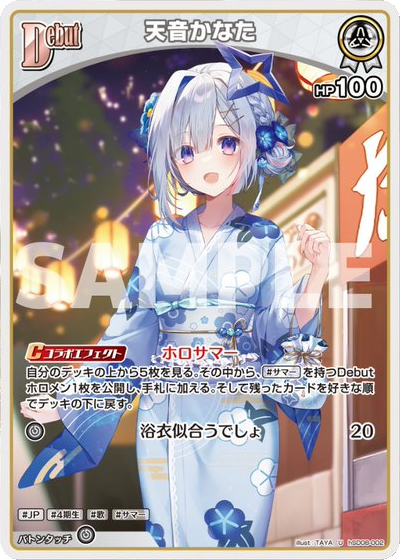 Debut
天音かなた
HP 100
SAMPLE
Cコラボエフェクト ホロサマー
自分のデッキの上から5枚を見る。その中から、#サマーを持つDebut
ホロメン1枚を公開し、手札に加える。そして残ったカードを好きな順
でデッキの下に戻す。
浴衣似合うでしょ 20
#JP #4期生 #歌 #サマー
バトンタッチ
illust : TAYA U